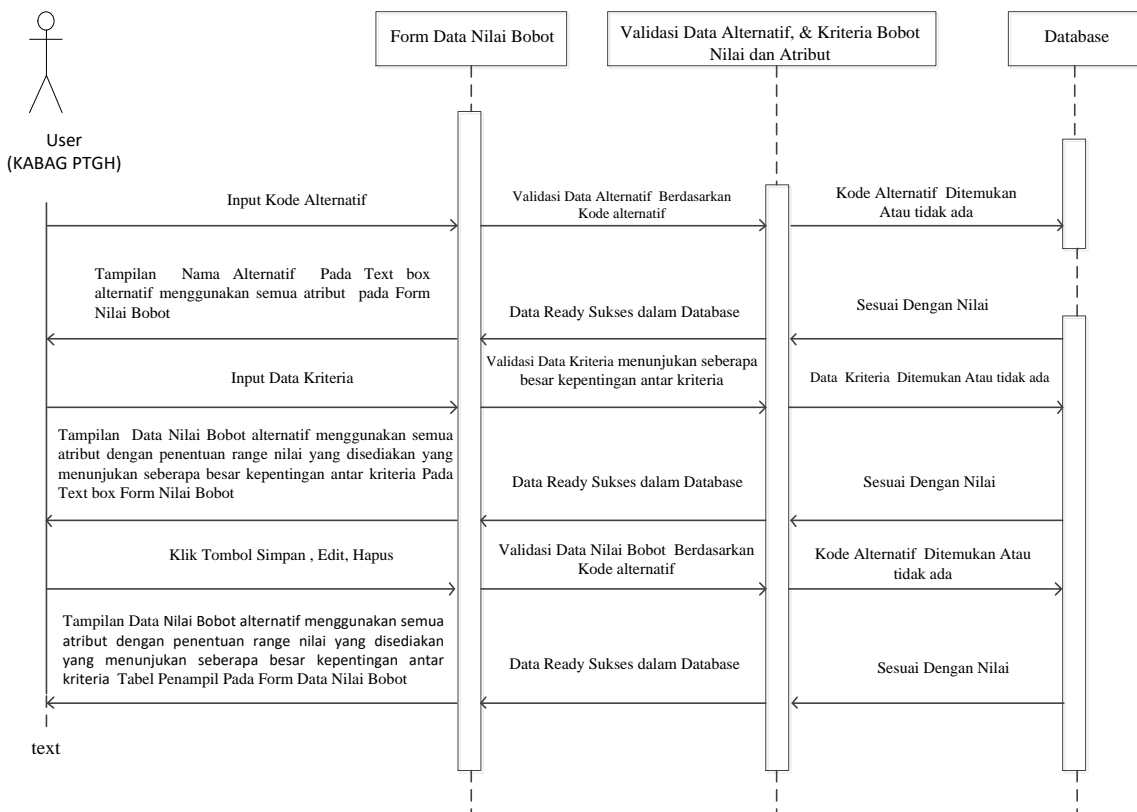 Form Data Nilai Bobot
Validasi Data Alternatif, & Kriteria Bobot
Nilai dan Atribut
Database
User
(KABAG PTGH)
Input Kode Alternatif
Validasi Data Alternatif Berdasarkan
Kode alternatif
Kode Alternatif Ditemukan
Atau tidak ada
Tampilan Nama Alternatif Pada Text box
alternatif menggunakan semua atribut pada Form
Nilai Bobot
Data Ready Sukses dalam Database
Sesuai Dengan Nilai
Input Data Kriteria
Validasi Data Kriteria menunjukan seberapa
besar kepentingan antar kriteria
Data Kriteria Ditemukan Atau tidak ada
Tampilan Data Nilai Bobot alternatif menggunakan semua
atribut dengan penentuan range nilai yang disediakan yang
menunjukan seberapa besar kepentingan antar kriteria Pada
Text box Form Nilai Bobot
Data Ready Sukses dalam Database
Sesuai Dengan Nilai
Klik Tombol Simpan , Edit, Hapus
Validasi Data Nilai Bobot Berdasarkan
Kode alternatif
Kode Alternatif Ditemukan Atau
tidak ada
Tampilan Data Nilai Bobot alternatif menggunakan semua
atribut dengan penentuan range nilai yang disediakan
yang menunjukan seberapa besar kepentingan antar
kriteria Tabel Penampil Pada Form Data Nilai Bobot
Data Ready Sukses dalam Database
Sesuai Dengan Nilai
text